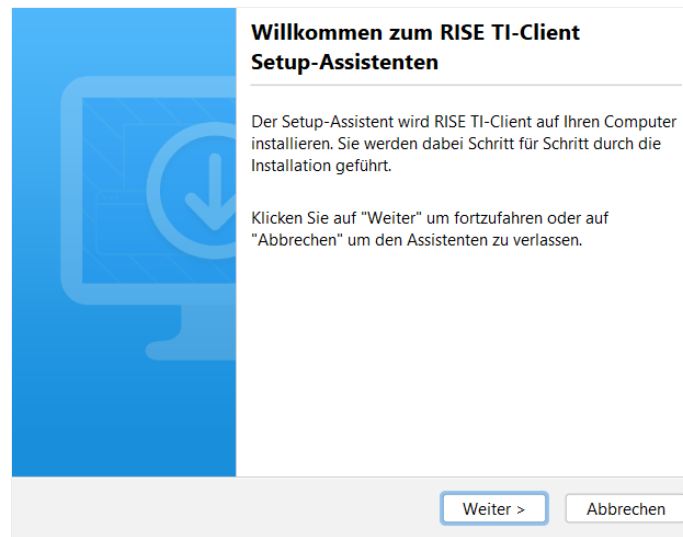 Willkommen zum RISE TI-Client
Setup-Assistenten
Der Setup-Assistent wird RISE TI-Client auf Ihren Computer
installieren. Sie werden dabei Schritt für Schritt durch die
Installation geführt.
Klicken Sie auf "Weiter" um fortzufahren oder auf
"Abbrechen" um den Assistenten zu verlassen.
Weiter >
Abbrechen